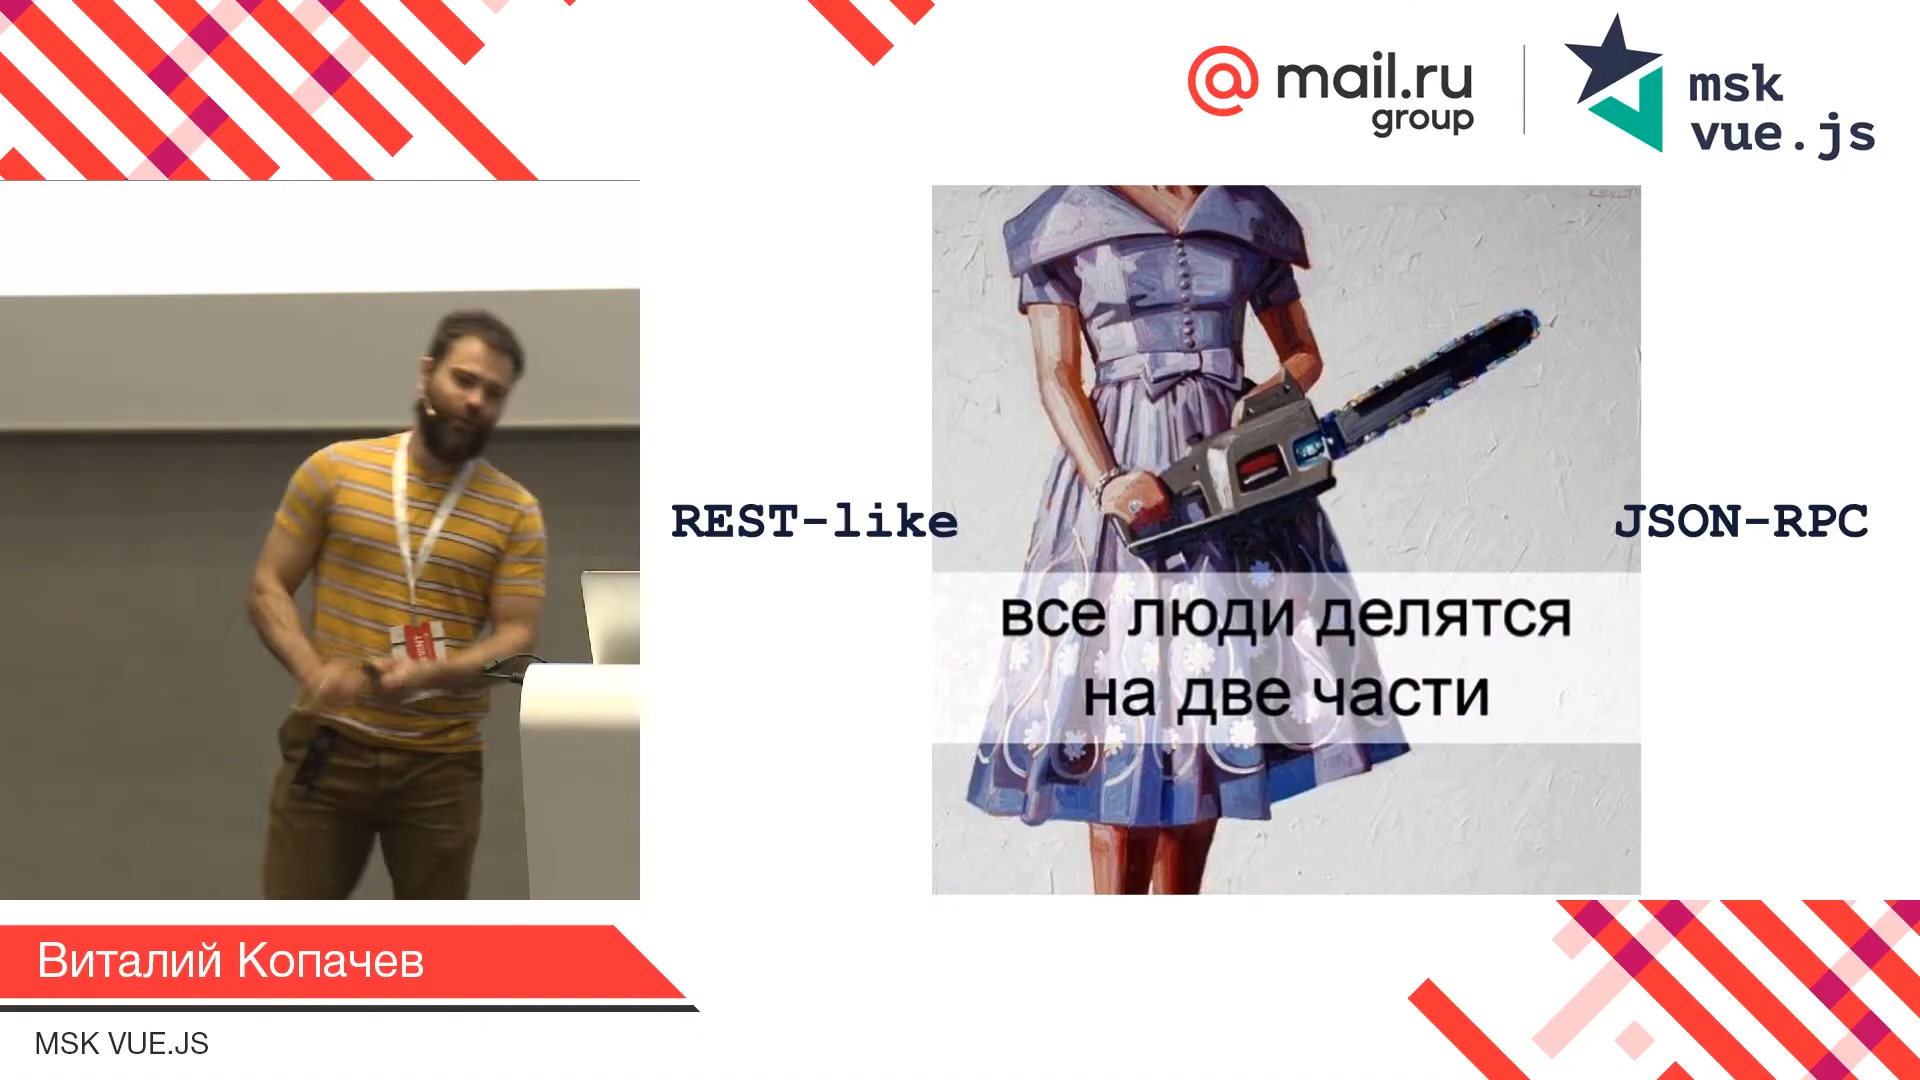 @mail.ru
group
msk
vue.js
REST-like
JSON-RPC
все люди делятся
на две части
Виталий Копачев
MSK VUE.JS